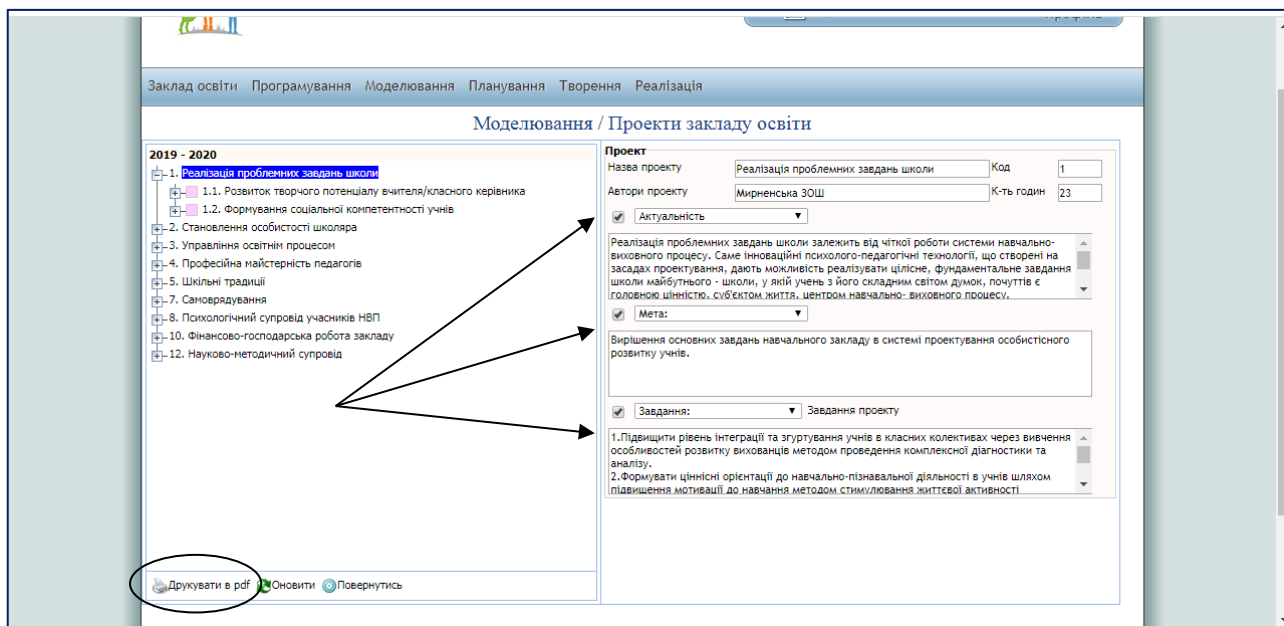 Заклад освіти Програмування Моделювання Планування Творення Реалізація
Моделювання / Проекти закладу освіти
2019 - 2020
1. Реалізація проблемних завдань школи
1.1. Розвиток творчого потенціалу вчителя/класного керівника
1.2. Формування соціальної компетентності учнів
2. Становлення особистості школяра
3. Управління освітнім процесом
4. Професійна майстерність педагогів
5. Шкільні традиції
7. Самоврядування
8. Психологічний супровід учасників НВП
10. Фінансово-господарська робота закладу
12. Науково-методичний супровід
Друкувати в pdf Оновити Повернутись
Проект
Назва проекту Реалізація проблемних завдань школи Код 1
Автори проекту Мирненська ЗОШ К-ть годин 23
Актуальність
Реалізація проблемних завдань школи залежить від чіткої роботи системи навчально-
виховного процесу. Саме інноваційні психолого-педагогічні технології, що створені на
засадах проектування, дають можливість реалізувати цілісне, фундаментальне завдання
школи майбутнього - школи, у якій учень з його складним світом думок, почуттів є
головною цінністю, суб'єктом життя, центром навчально- виховного процесу.
Мета:
Вирішення основних завдань навчального закладу в системі проектування особистісного
розвитку учнів.
Завдання: Завдання проекту
1.Підвищити рівень інтеграції та згуртування учнів в класних колективах через вивчення
особливостей розвитку вихованців методом проведення комплексної діагностики та
аналізу.
2.Формувати ціннісні орієнтації до навчально-пізнавальної діяльності в учнів шляхом
підвищення мотивації до навчання методом стимулювання життєвої активності